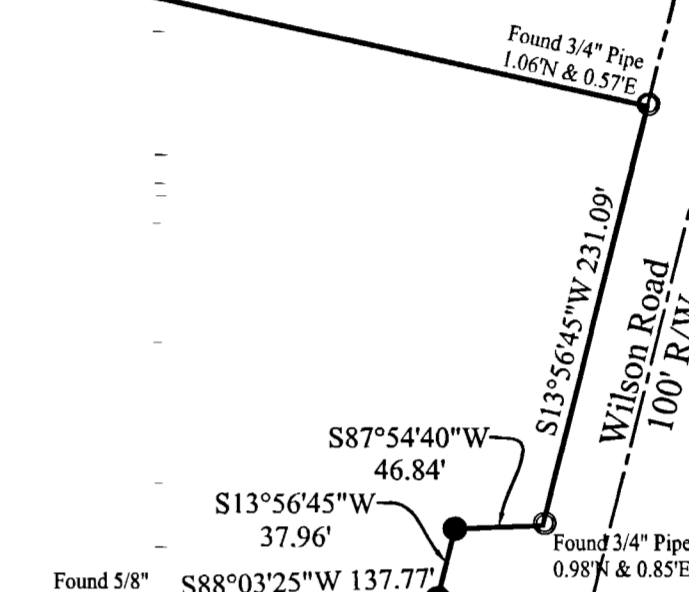 Found 3/4" Pipe
1.06'N & 0.57'E
S13°56'45"W 231.09'
Wilson Road
100' R/W
S87°54'40"W
46.84'
S13°56'45"W
37.96'
Found 3/4" Pipe
0.98'N & 0.85'E
Found 5/8"
S88°03'25"W 137.77'